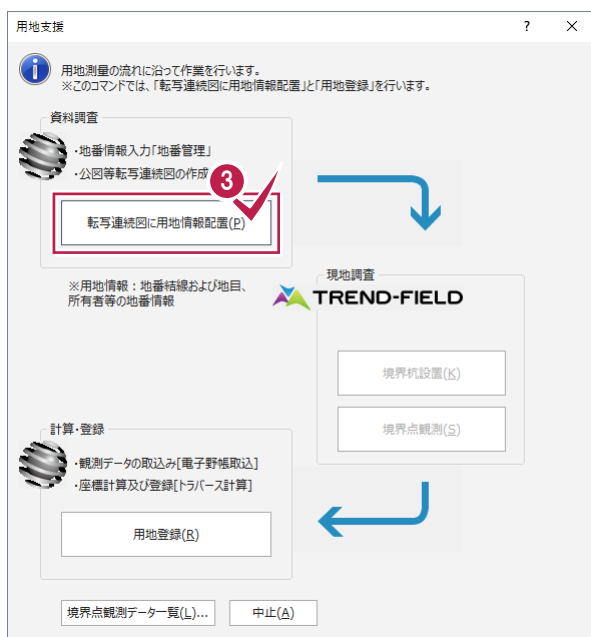 用地支援
? ×
用地測量の流れに沿って作業を行います。
※このコマンドでは、「転写連続図に用地情報配置」と「用地登録」を行います。
資料調査
・地番情報入力「地番管理」
・公図等転写連続図の作成
3
転写連続図に用地情報配置(P)
※用地情報：地番結線および地目、
所有者等の地番情報
現地調査
TREND-FIELD
境界杭設置(K)
境界点観測(S)
計算・登録
・観測データの取込み[電子野帳取込]
・座標計算及び登録[トラバース計算]
用地登録(R)
境界点観測データ一覧(L)...
中止(A)